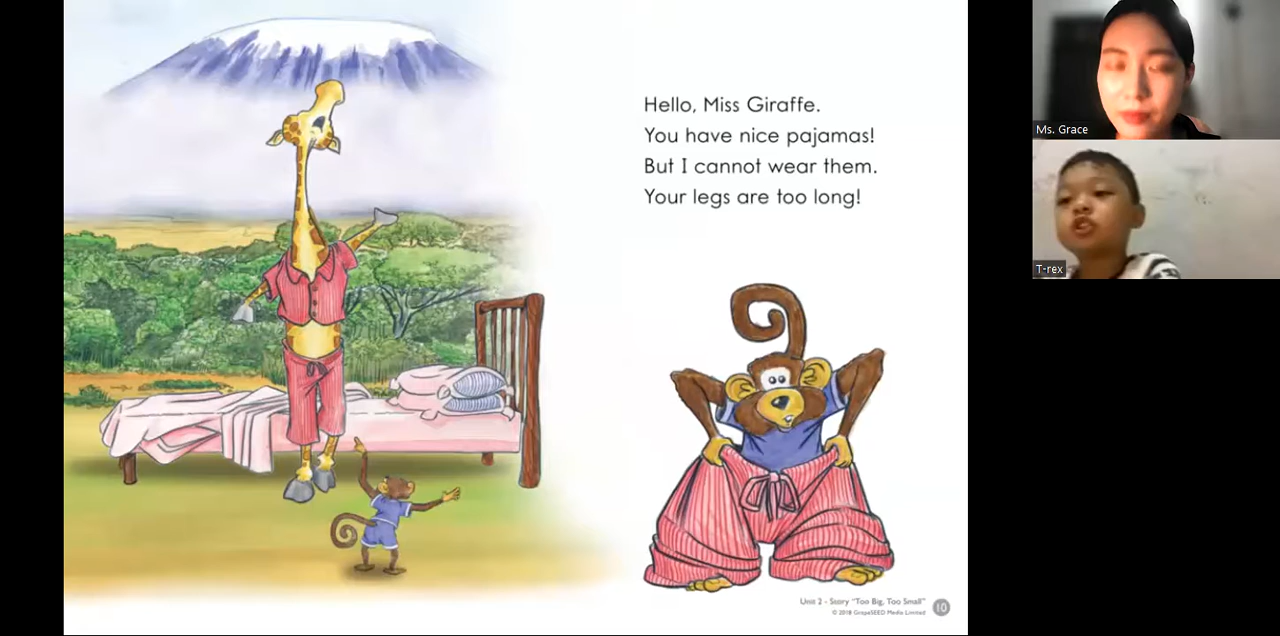 Hello, Miss Giraffe.
You have nice pajamas!
But I cannot wear them.
Your legs are too long!
Unit 2 - Story "Too Big, Too Small"
© 2018 GrapeSEED Media Limited
10
Ms. Grace
T-rex